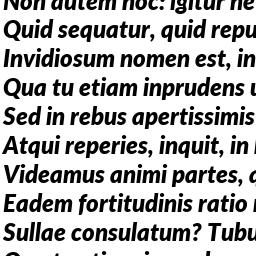 Non autem hoc: igitur ne
Quid sequatur, quid repu
Invidiosum nomen est, in
Qua tu etiam inprudens u
Sed in rebus apertissimis
Atqui reperies, inquit, in
Videamus animi partes, q
Eadem fortitudinis ratio
Sullae consulatum? Tubu